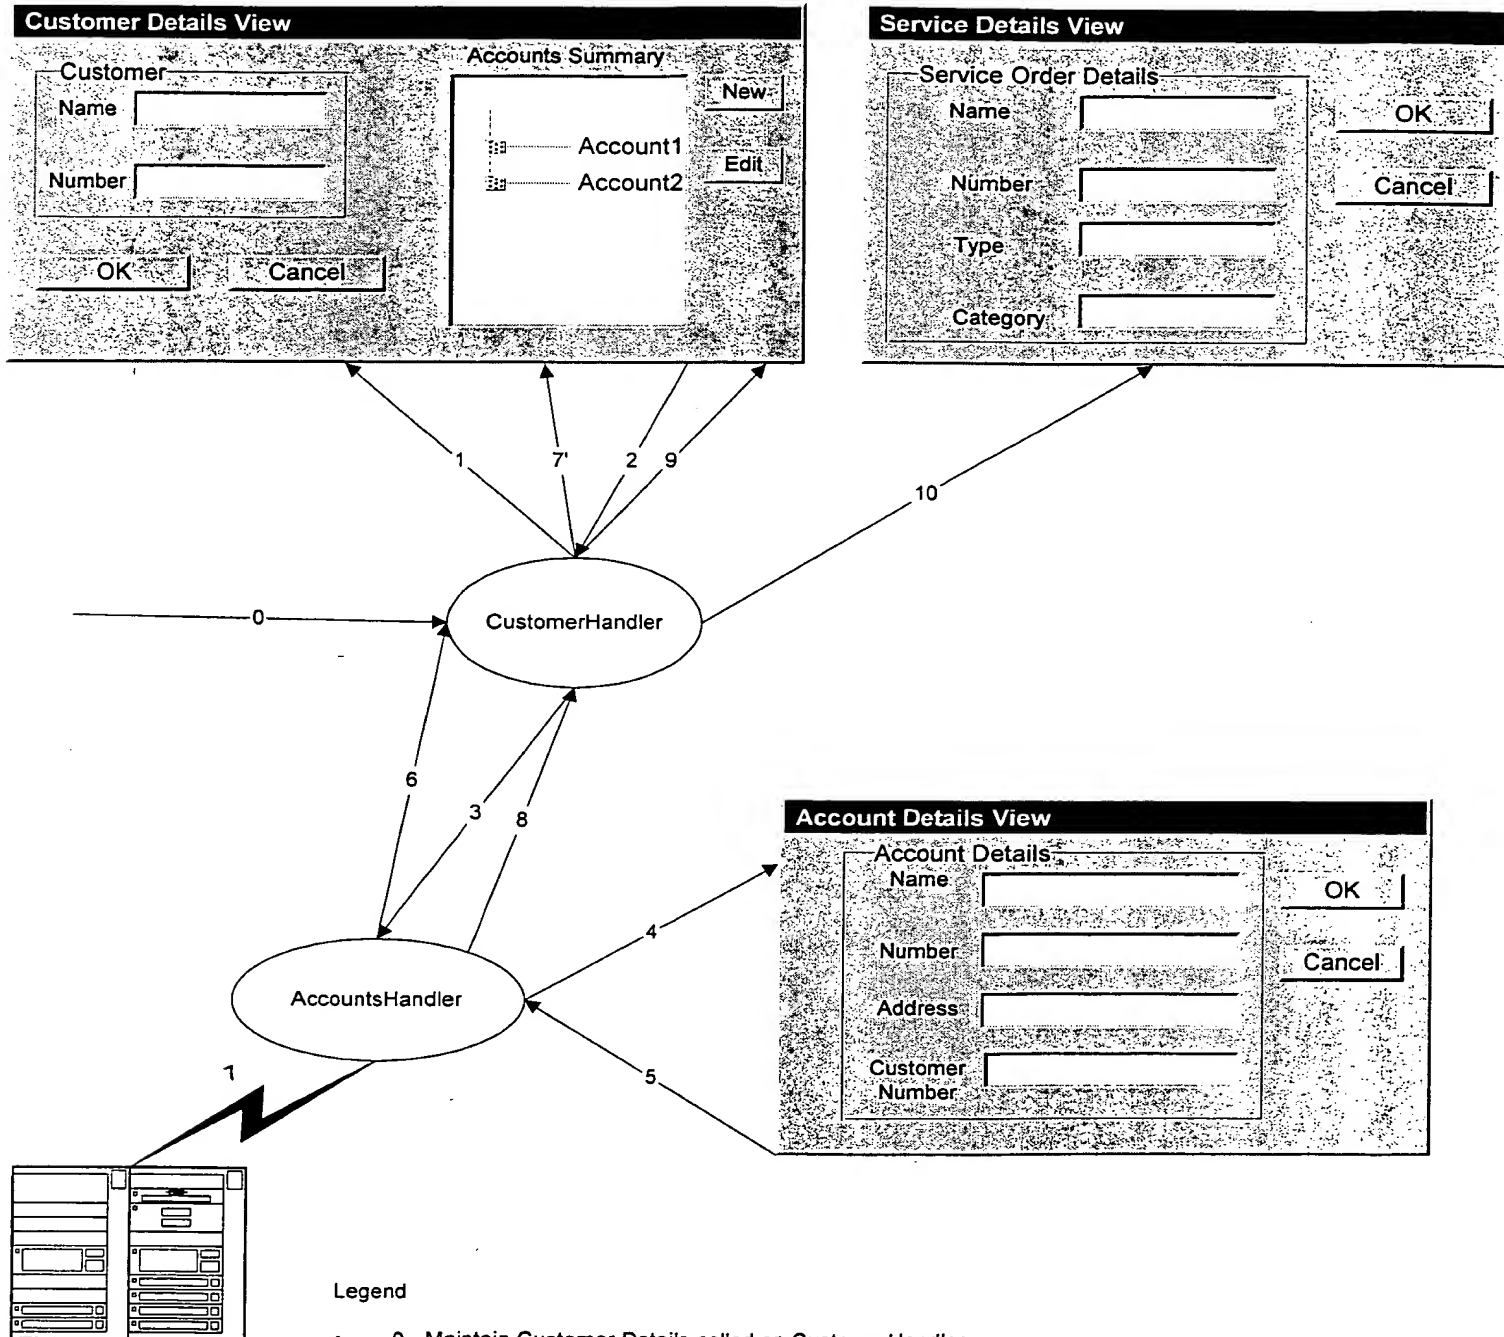 Customer Details View
Customer
Name
Number
OK
Cancel
Accounts Summary
Account1
Account2
New
Edit
Service Details View
Service Order Details
Name
Number
Type
Category
OK
Cancel
1
7'
2
9
10
0
CustomerHandler
6
3
8
4
AccountsHandler
5
7
Account Details View
Account Details
Name
Number
Address
Customer
Number
OK
Cancel
Legend
0